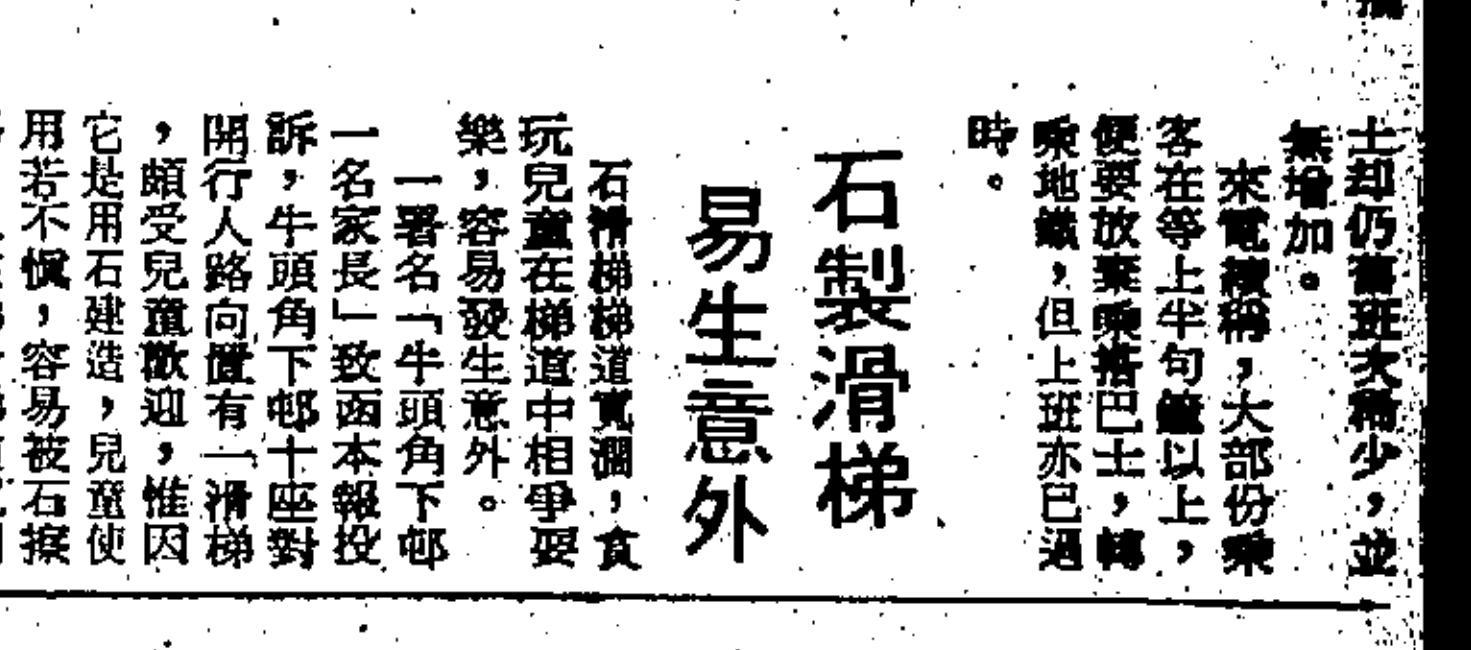 士却仍舊班次稀少，並
無增加。
來電續稱，大部份乘
客在等上半句鐘以上，
便要放棄乘搭巴士，轉
乘地鐵，但上班亦已過
時。
石製滑梯
易生意外
石滑梯梯道寬濶，貪
玩兒童在梯道中相爭耍
樂，容易發生意外。
一署名「牛頭角下邨
一名家長」致函本報投
訴，牛頭角下邨十座對
開行人路向置有一滑梯
，頗受兒童歡迎，惟因
它是用石建造，兒童使
用若不愼，容易被石擦